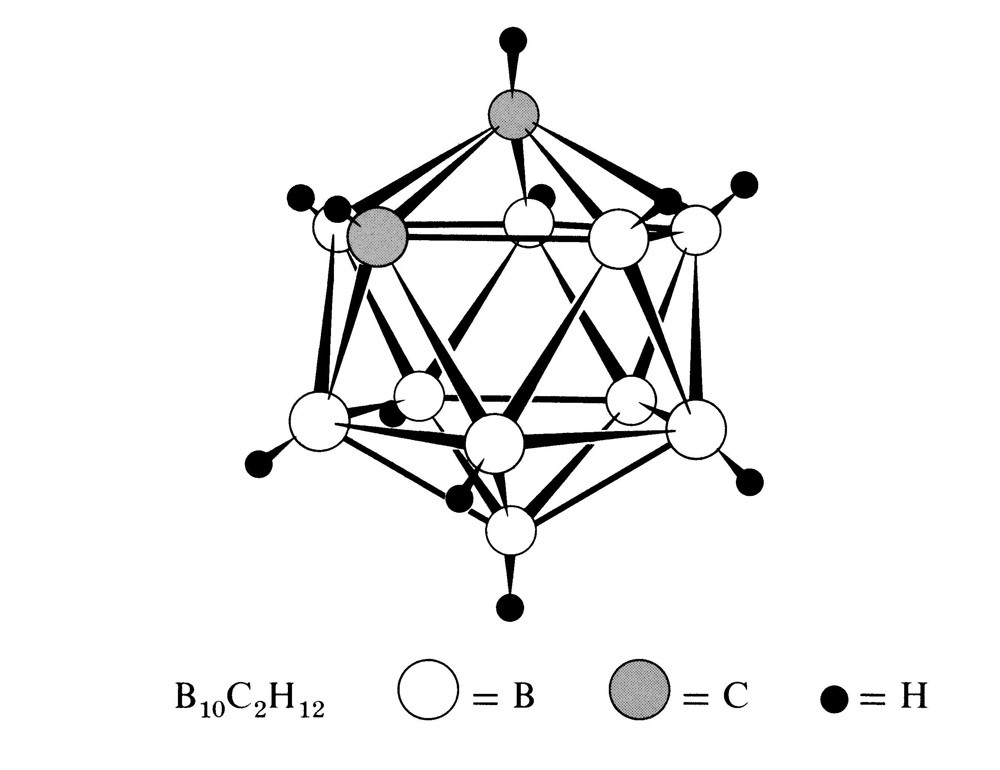 B₁₀C₂H₁₂ = B = C = H